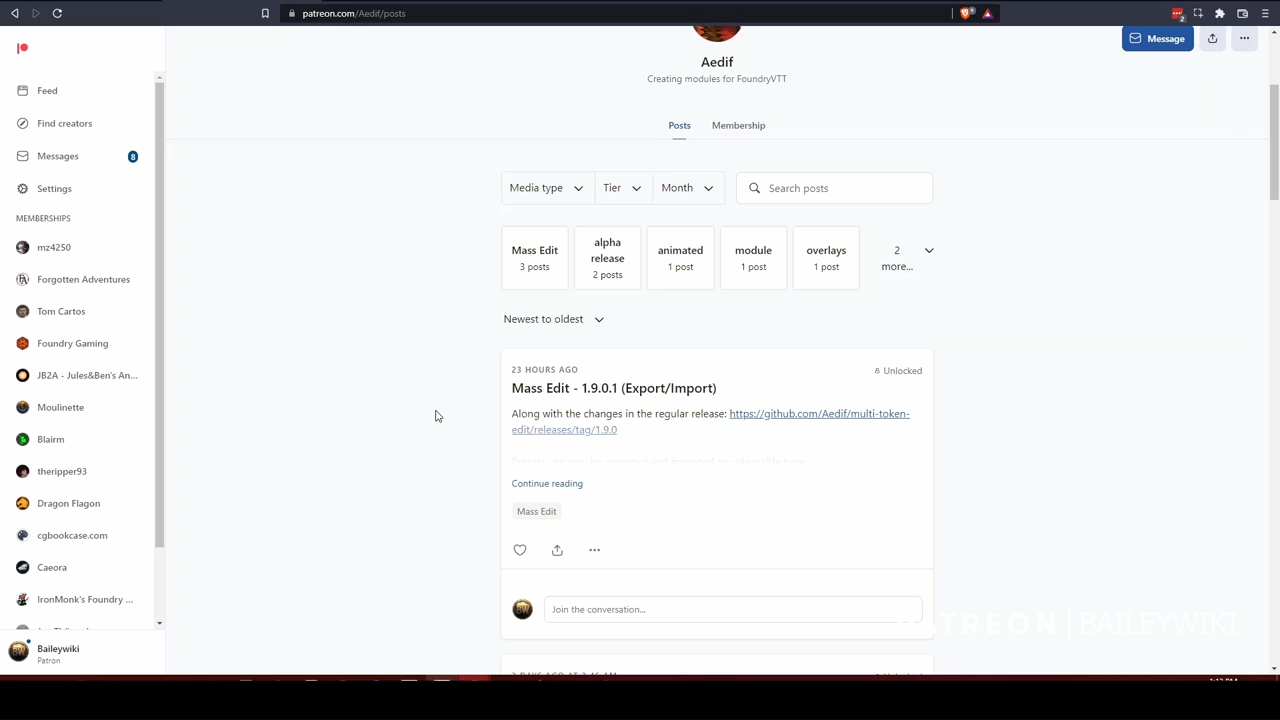 patreon.com/Aedif/posts
9
2
Message
Aedif
Creating modules for FoundryVTT
Posts
Membership
Feed
Find creators
Messages
8
Settings
MEMBERSHIPS
mz4250
Forgotten Adventures
Tom Cartos
Foundry Gaming
JB2A - Jules&Ben's An...
Moulinette
Blairm
theripper93
Dragon Flagon
cgbookcase.com
Caeora
IronMonk's Foundry ...
Baileywiki
Patron
Media type
Tier
Month
Search posts
Mass Edit
3 posts
alpha
release
2 posts
animated
1 post
module
1 post
overlays
1 post
2
more...
Newest to oldest
23 HOURS AGO
Unlocked
Mass Edit - 1.9.0.1 (Export/Import)
Along with the changes in the regular release: https://github.com/Aedif/multi-token-
edit/releases/tag/1.9.0
Continue reading
Mass Edit
BW
Join the conversation...
PATREON | BAILEYWIKI